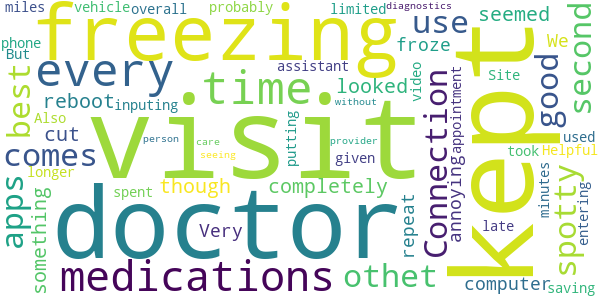 miles
vehicle
overall
probably
limited
diagnostics
phone
freezing
But
froze
seemed
We
use
kept
second
every
time
assistant
Site
best
reboot
inputing
looked
video
without
Connection
annoying
appointment
good
Also
visit
cut
person
care
seeing
putting
provider
given
used
took
Helpful
comes
though
completely
minutes
entering
spotty
apps
something
longer
spent
doctor
Very
repeat
late
medications
othet
computer
saving